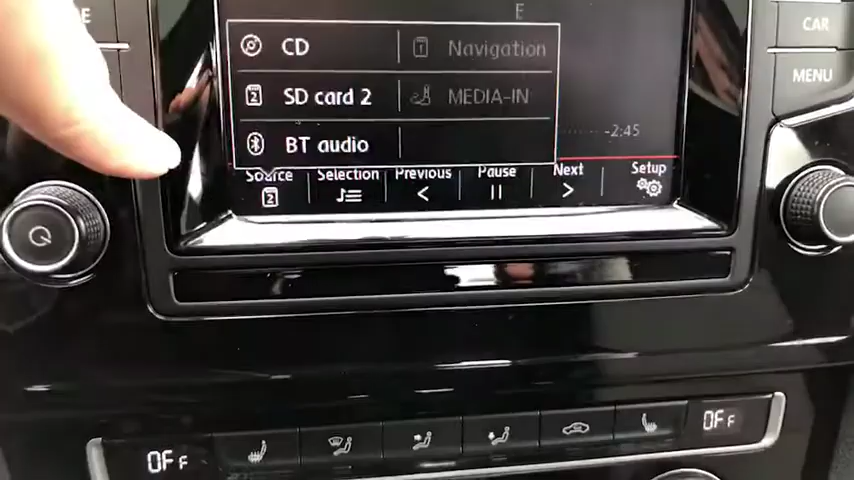 E
CAR
CD
Navigation
MENU
SD card 2
MEDIA-IN
-2:45
BT audio
Source
Selection
Previous
Pause
Next
Setup
OFF
OFF